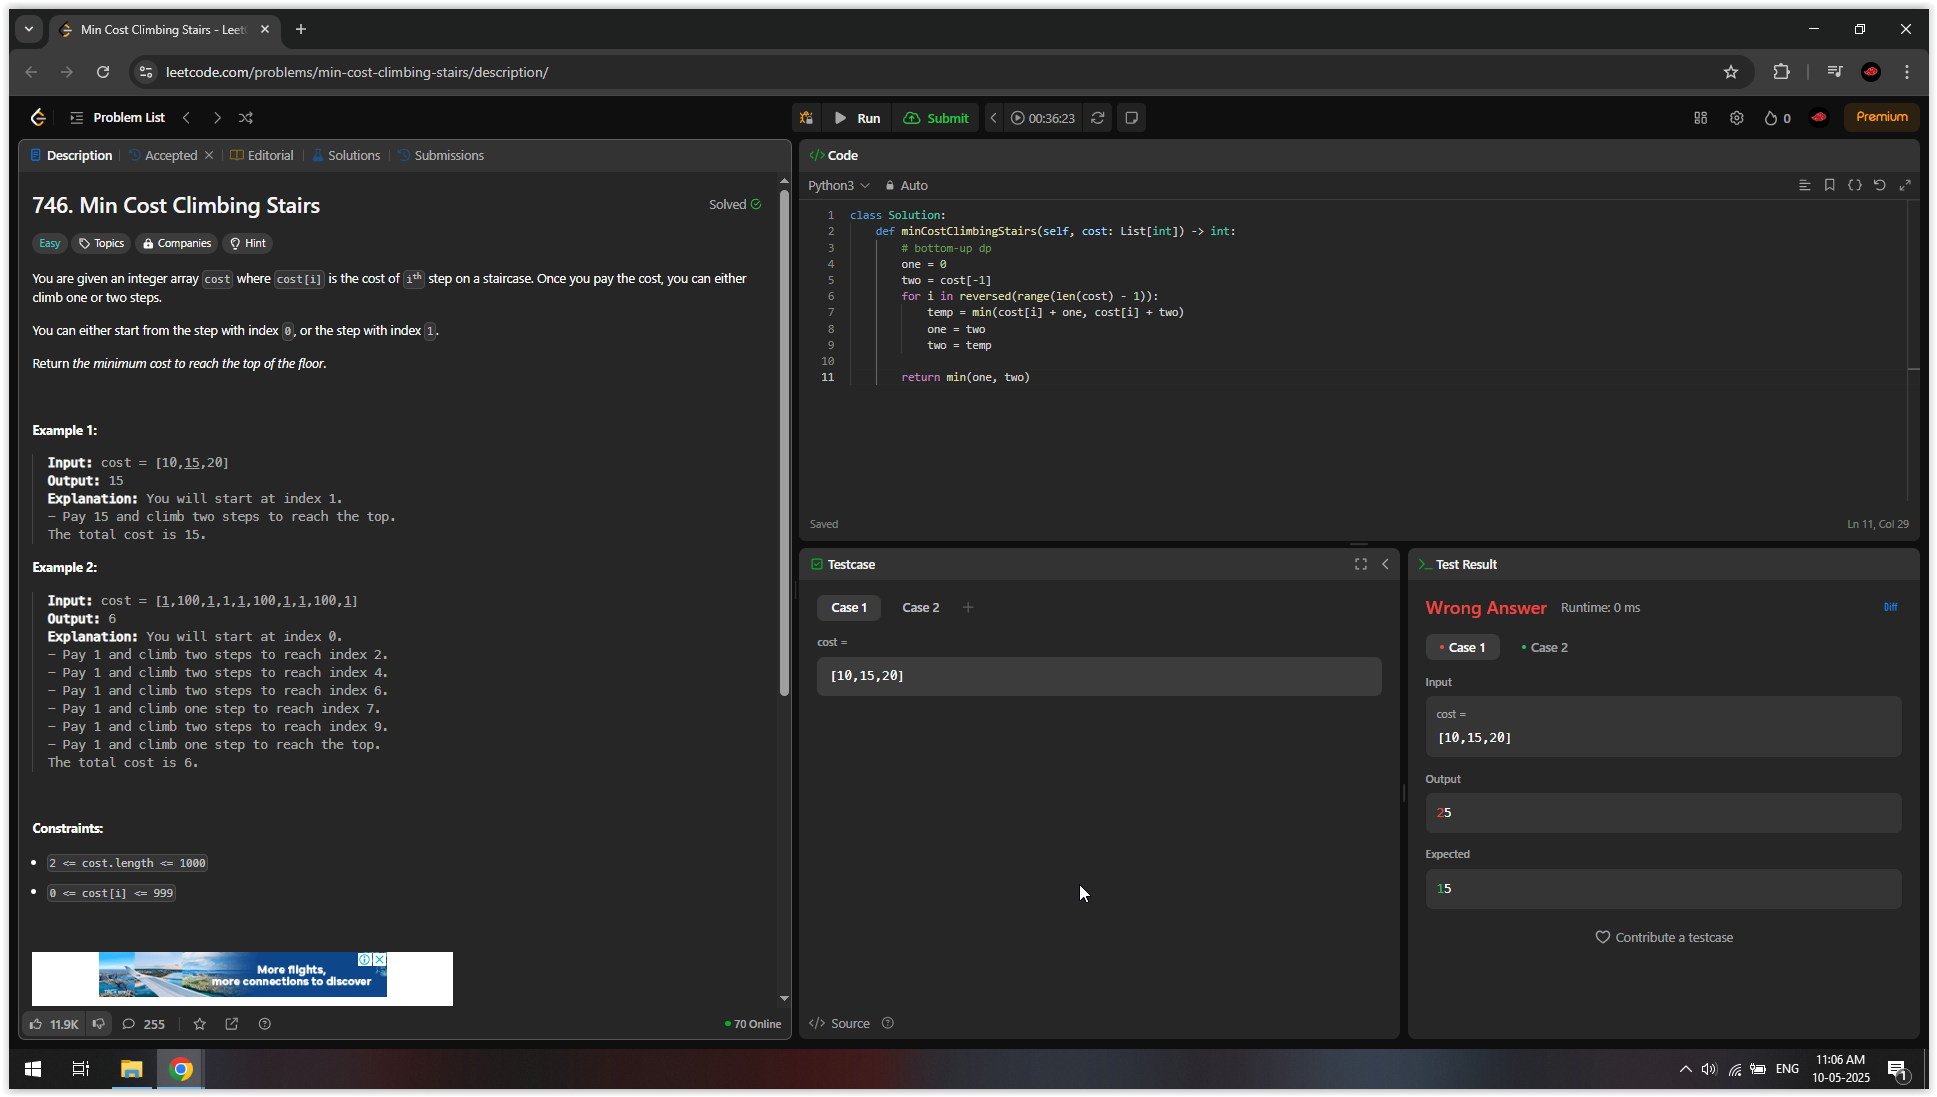 Min Cost Climbing Stairs - Leet
leetcode.com/problems/min-cost-climbing-stairs/description/
Problem List
Run
Submit
00:36:23
0
Premium
Description
Accepted
Editorial
Solutions
Submissions
746. Min Cost Climbing Stairs
Solved
Easy
Topics
Companies
Hint
You are given an integer array cost where cost[i] is the cost of ith step on a staircase. Once you pay the cost, you can either
climb one or two steps.
You can either start from the step with index 0, or the step with index 1.
Return the minimum cost to reach the top of the floor.
Example 1:
Input: cost = [10,15,20]
Output: 15
Explanation: You will start at index 1.
- Pay 15 and climb two steps to reach the top.
The total cost is 15.
Example 2:
Input: cost = [1,100,1,1,1,100,1,1,100,1]
Output: 6
Explanation: You will start at index 0.
- Pay 1 and climb two steps to reach index 2.
- Pay 1 and climb two steps to reach index 4.
- Pay 1 and climb two steps to reach index 6.
- Pay 1 and climb one step to reach index 7.
- Pay 1 and climb two steps to reach index 9.
- Pay 1 and climb one step to reach the top.
The total cost is 6.
Constraints:
2 <= cost.length <= 1000
0 <= cost[i] <= 999
More flights,
more connections to discover
11.9K
255
70 Online
Code
Python3
Auto
1 class Solution:
2 def minCostClimbingStairs(self, cost: List[int]) -> int:
3 # bottom-up dp
4 one = 0
5 two = cost[-1]
6 for i in reversed(range(len(cost) - 1)):
7 temp = min(cost[i] + one, cost[i] + two)
8 one = two
9 two = temp
10
11 return min(one, two)
Saved
Ln 11, Col 29
Testcase
Case 1
Case 2
cost =
[10,15,20]
Source
Test Result
Wrong Answer
Runtime: 0 ms
Diff
Case 1
Case 2
Input
cost =
[10,15,20]
Output
25
Expected
15
Contribute a testcase
ENG
11:06 AM
10-05-2025
1